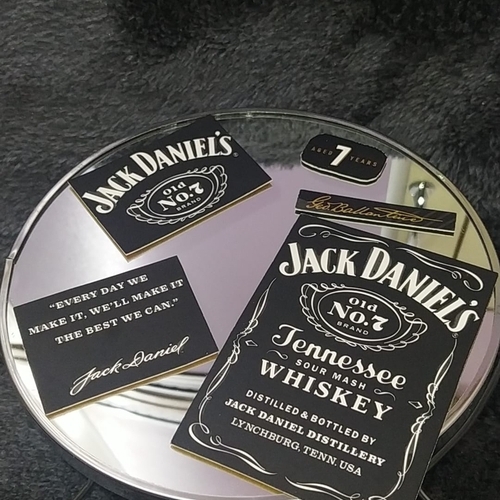 JACK DANIEL'S
Old
NO.7
BRAND
AGED 7 YEARS
Geo Ballantine
"EVERY DAY WE
MAKE IT, WE'LL MAKE IT
THE BEST WE CAN."
Jack Daniel
JACK DANIEL'S
Old
NO.7
BRAND
Tennessee
SOUR MASH
WHISKEY
DISTILLED & BOTTLED BY
JACK DANIEL DISTILLERY
LYNCHBURG, TENN. USA